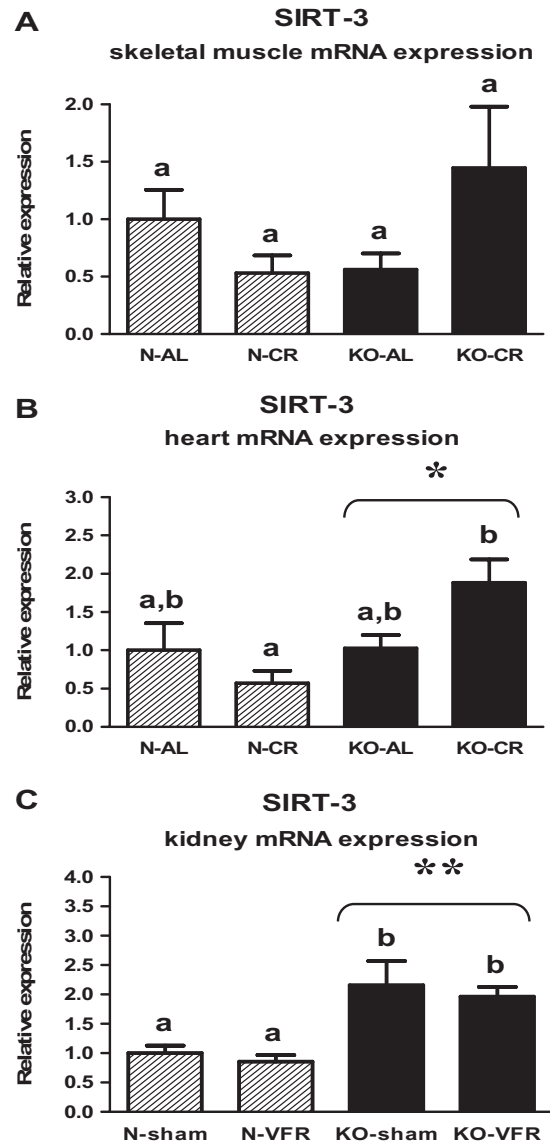 A
SIRT-3
skeletal muscle mRNA expression
Relative expression
2.0
1.5
1.0
0.5
0.0
a
a
a
a
N-AL N-CR KO-AL KO-CR
B
SIRT-3
heart mRNA expression
*
Relative expression
3.0
2.5
2.0
1.5
1.0
0.5
0.0
a,b
a
a,b
b
N-AL N-CR KO-AL KO-CR
C
SIRT-3
kidney mRNA expression
**
Relative expression
4.0
3.5
3.0
2.5
2.0
1.5
1.0
0.5
0.0
a
a
b
b
N-sham N-VFR KO-sham KO-VFR